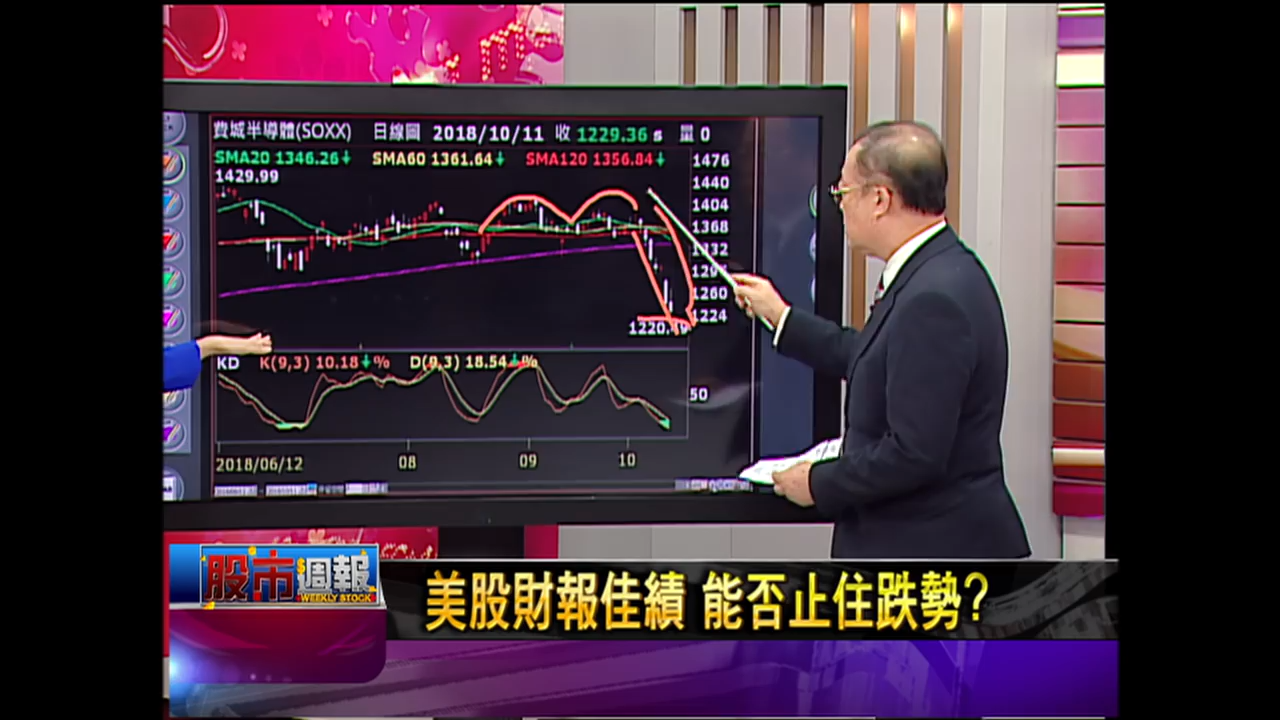 費城半導體(SOXX) 日線圖 2018/10/11 收 1229.36 s 量 0
SMA20 1346.26↓ SMA60 1361.64↓ SMA120 1356.84↓
1429.99
1476
1440
1404
1368
1332
1260
1224
1220.49
KD K(9,3) 10.18↓% D(9,3) 18.54↓%
50
2018/06/12 08 09 10
股市週報
WEEKLY STOCK
美股財報佳績 能否止住跌勢?